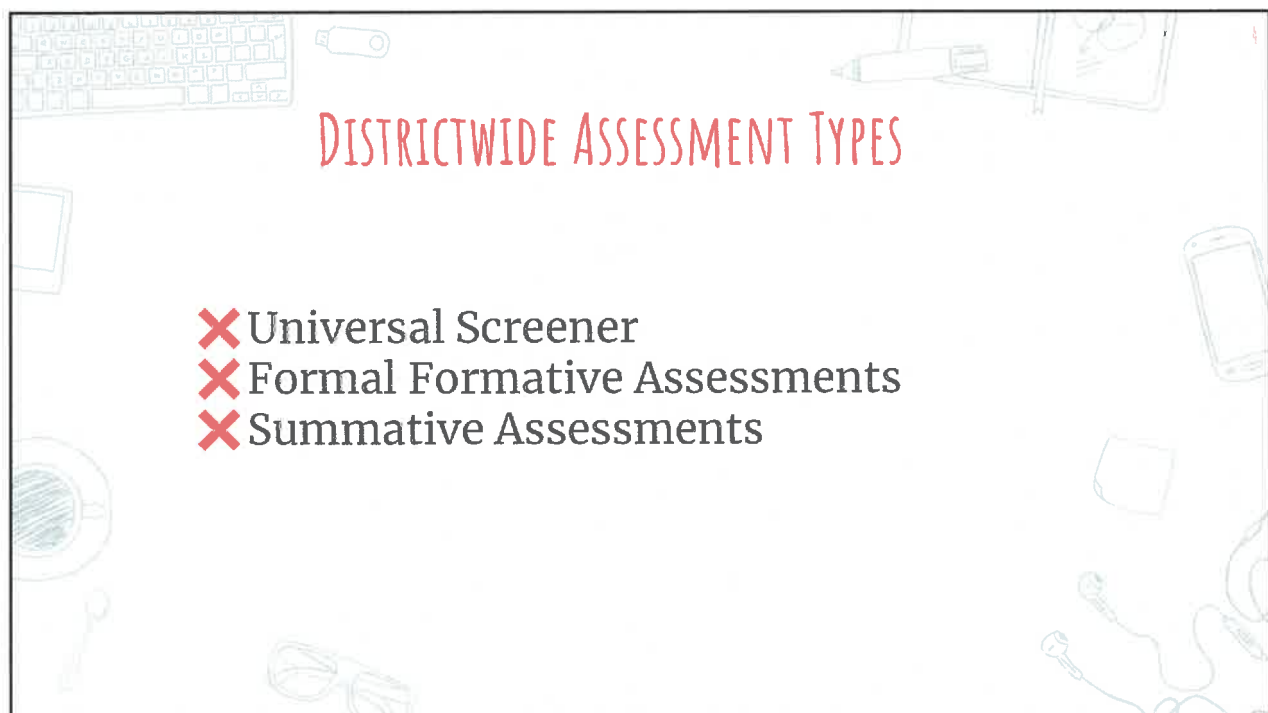 DISTRICTWIDE ASSESSMENT TYPES
Universal Screener
Formal Formative Assessments
Summative Assessments